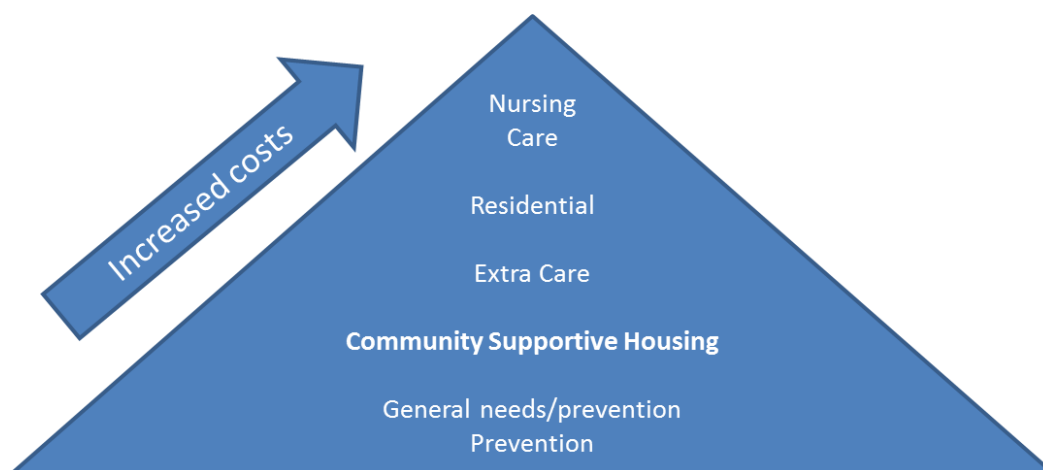 Increased costs
Nursing
Care
Residential
Extra Care
Community Supportive Housing
General needs/prevention
Prevention